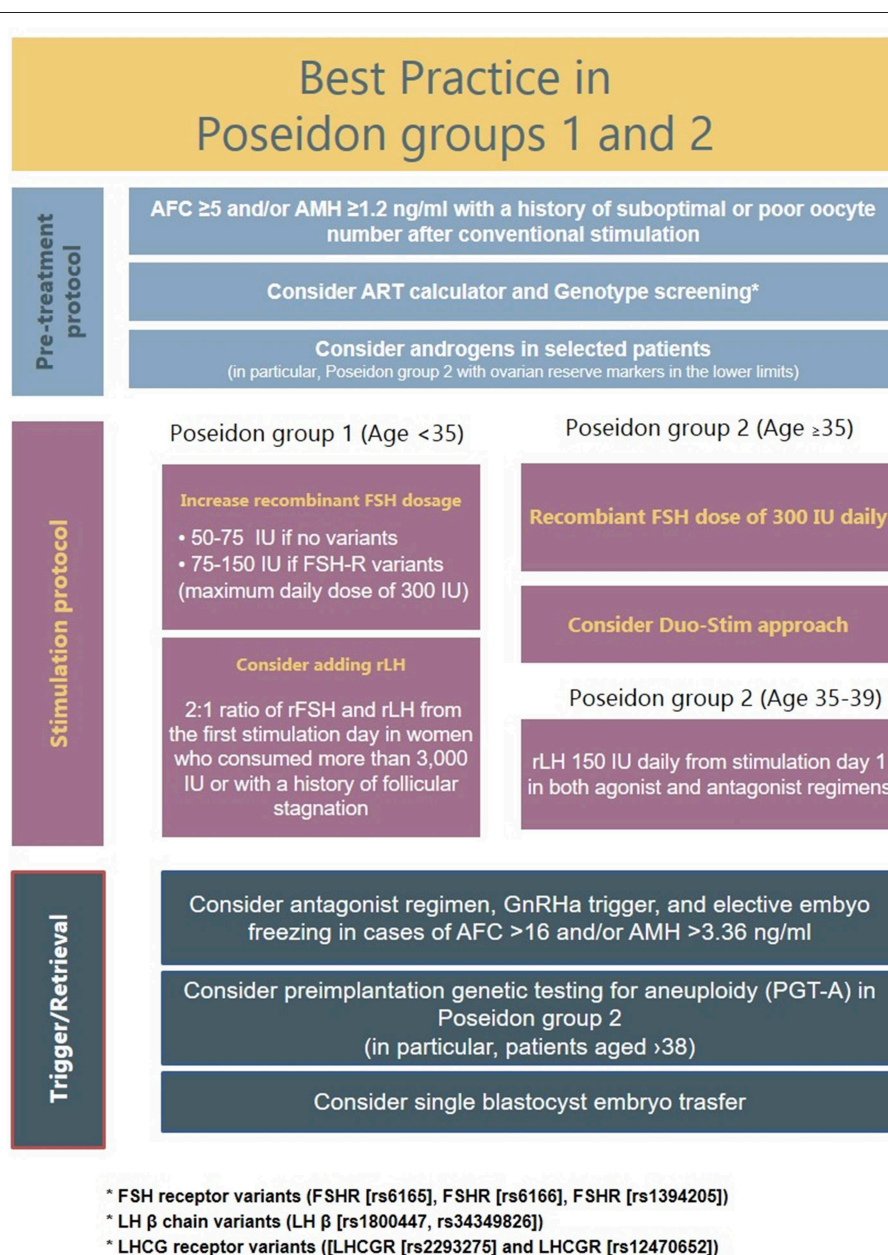 Best Practice in
Poseidon groups 1 and 2
Pre-treatment
protocol
AFC ≥5 and/or AMH ≥1.2 ng/ml with a history of suboptimal or poor oocyte
number after conventional stimulation
Consider ART calculator and Genotype screening*
Consider androgens in selected patients
(in particular, Poseidon group 2 with ovarian reserve markers in the lower limits)
Stimulation protocol
Poseidon group 1 (Age <35)
Increase recombinant FSH dosage
• 50-75 IU if no variants
• 75-150 IU if FSH-R variants
(maximum daily dose of 300 IU)
Consider adding rLH
2:1 ratio of rFSH and rLH from
the first stimulation day in women
who consumed more than 3,000
IU or with a history of follicular
stagnation
Poseidon group 2 (Age ≥35)
Recombiant FSH dose of 300 IU daily
Consider Duo-Stim approach
Poseidon group 2 (Age 35-39)
rLH 150 IU daily from stimulation day 1
in both agonist and antagonist regimens
Trigger/Retrieval
Consider antagonist regimen, GnRHa trigger, and elective embyo
freezing in cases of AFC >16 and/or AMH >3.36 ng/ml
Consider preimplantation genetic testing for aneuploidy (PGT-A) in
Poseidon group 2
(in particular, patients aged ›38)
Consider single blastocyst embryo trasfer
* FSH receptor variants (FSHR [rs6165], FSHR [rs6166], FSHR [rs1394205])
* LH β chain variants (LH β [rs1800447, rs34349826])
* LHCG receptor variants ([LHCGR [rs2293275] and LHCGR [rs12470652])